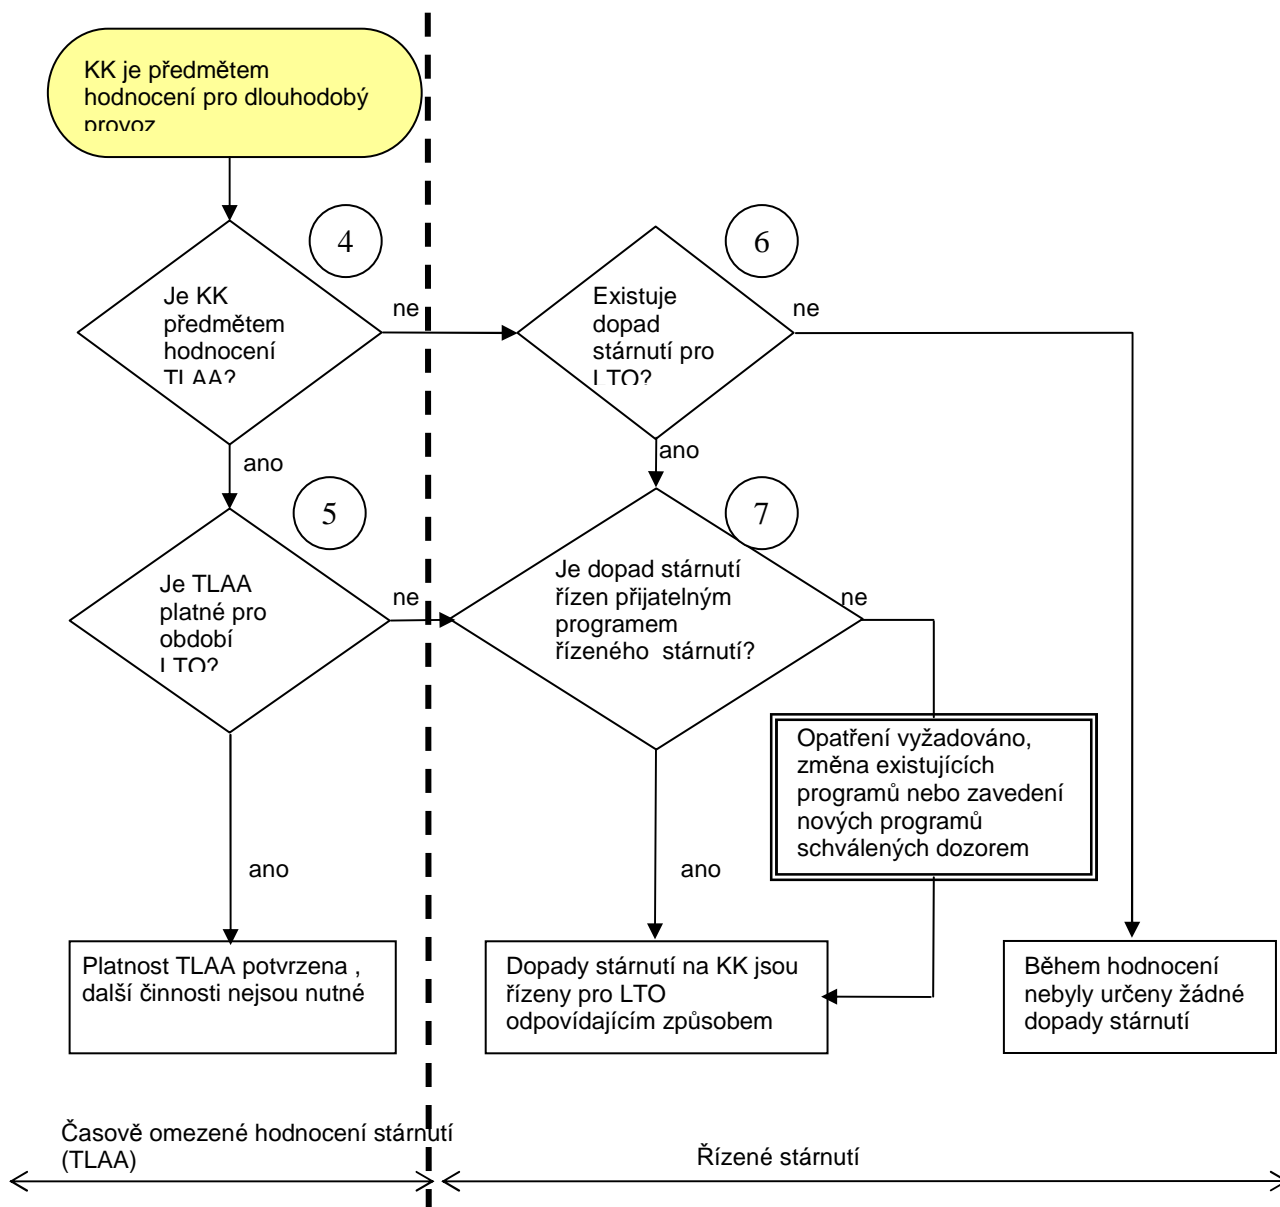 KK je předmětem
hodnocení pro dlouhodobý
provoz
4
6
Je KK
předmětem
hodnocení
TLAA?
ne
Existuje
dopad
stárnutí pro
LTO?
ne
ano
ano
5
7
Je TLAA
platné pro
období
LTO?
ne
Je dopad stárnutí
řízen přijatelným
programem
řízeného stárnutí?
ne
Opatření vyžadováno,
změna existujících
programů nebo zavedení
nových programů
schválených dozorem
ano
ano
Platnost TLAA potvrzena ,
další činnosti nejsou nutné
Dopady stárnutí na KK jsou
řízeny pro LTO
odpovídajícím způsobem
Během hodnocení
nebyly určeny žádné
dopady stárnutí
Časově omezené hodnocení stárnutí
(TLAA)
Řízené stárnutí